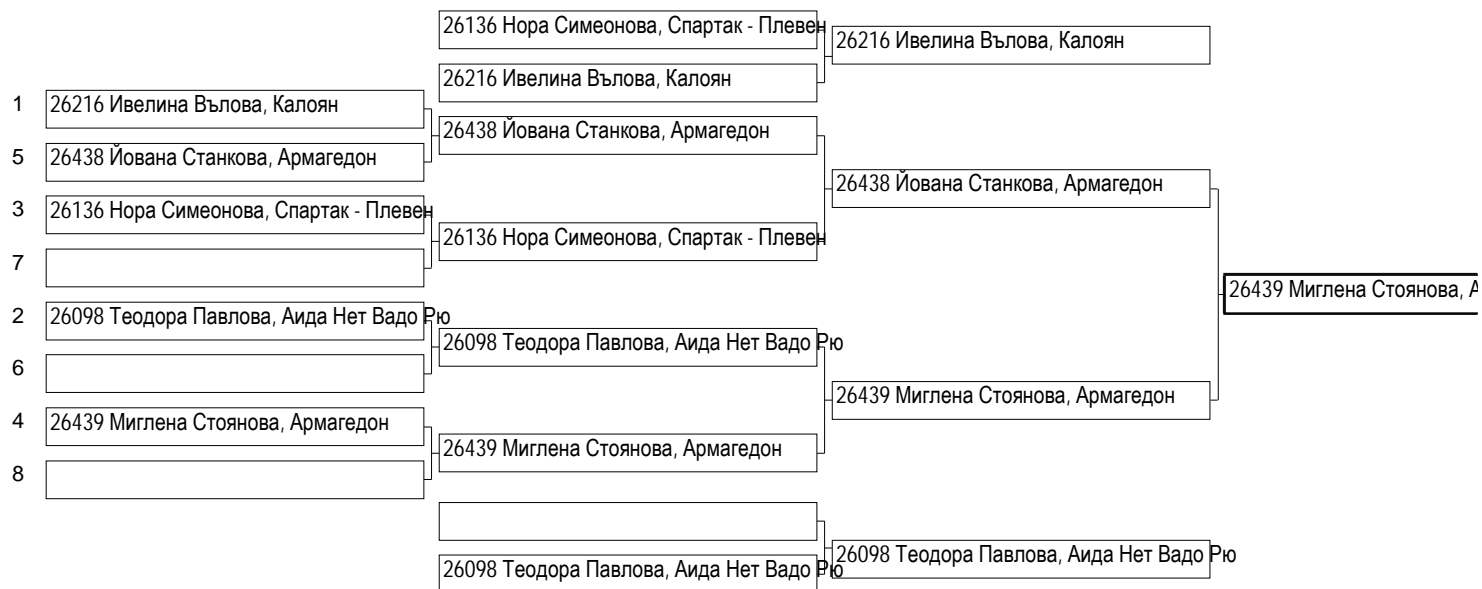 26136 Нора Симеонова, Спартак - Плевен
26216 Ивелина Вълова, Калоян
26216 Ивелина Вълова, Калоян
1 26216 Ивелина Вълова, Калоян
26438 Йована Станкова, Армагедон
5 26438 Йована Станкова, Армагедон
26438 Йована Станкова, Армагедон
3 26136 Нора Симеонова, Спартак - Плевен
26136 Нора Симеонова, Спартак - Плевен
7
26439 Миглена Стоянова, А
2 26098 Теодора Павлова, Аида Нет Вадо Рю
26098 Теодора Павлова, Аида Нет Вадо Рю
6
26439 Миглена Стоянова, Армагедон
4 26439 Миглена Стоянова, Армагедон
26439 Миглена Стоянова, Армагедон
8
26098 Теодора Павлова, Аида Нет Вадо Рю
26098 Теодора Павлова, Аида Нет Вадо Рю